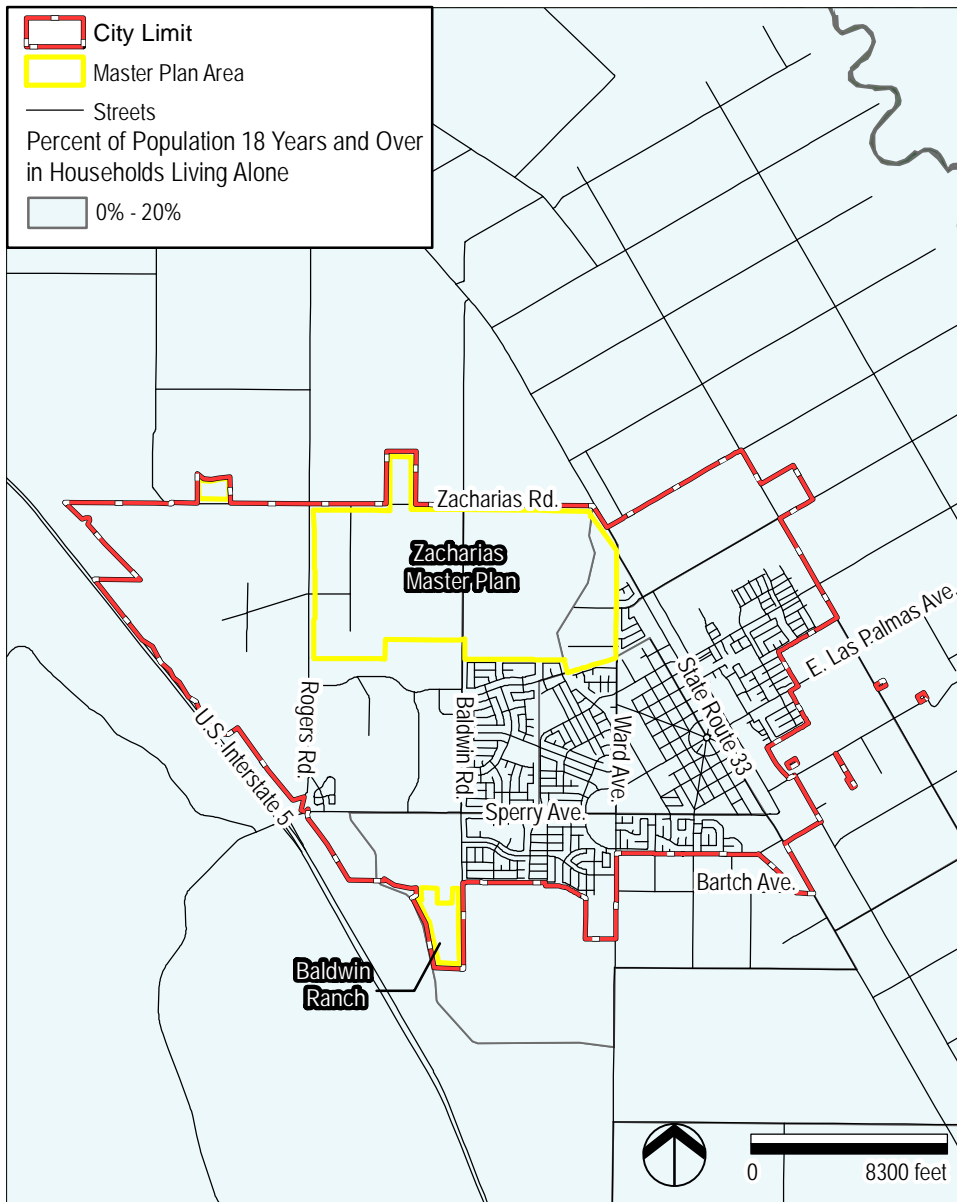 City Limit
Master Plan Area
Streets
Percent of Population 18 Years and Over
in Households Living Alone
0% - 20%
Zacharias Rd.
Zacharias
Master Plan
E. Las Palmas Ave.
State Route 33
Rogers Rd.
Baldwin Rd.
Ward Ave.
U.S. Interstate 5
Sperry Ave.
Bartch Ave.
Baldwin
Ranch
0
8300 feet